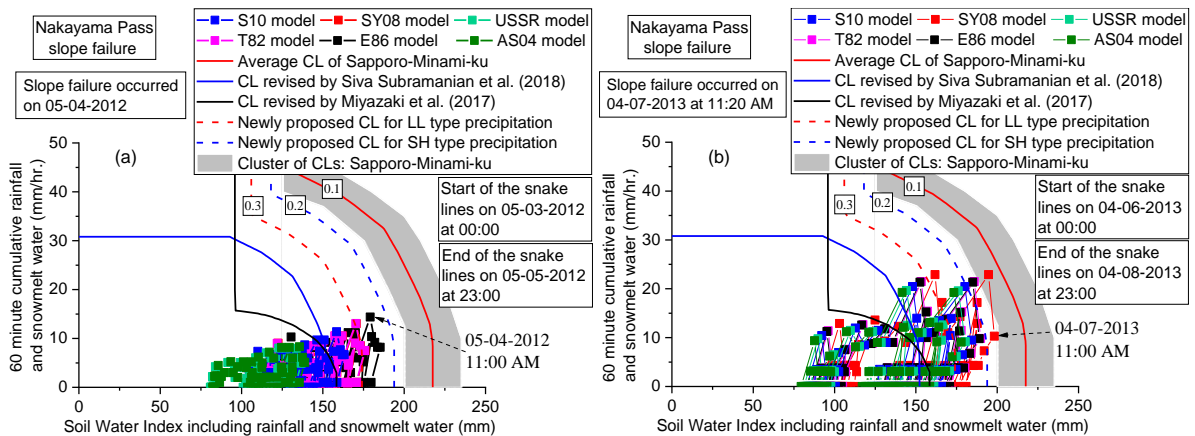 Nakayama Pass
slope failure
S10 model SY08 model USSR model
T82 model E86 model AS04 model
Average CL of Sapporo-Minami-ku
CL revised by Siva Subramanian et al. (2018)
CL revised by Miyazaki et al. (2017)
Newly proposed CL for LL type precipitation
Newly proposed CL for SH type precipitation
Cluster of CLs: Sapporo-Minami-ku
Slope failure occurred
on 05-04-2012
(a)
0.1
0.2
0.3
Start of the snake
lines on 05-03-2012
at 00:00
End of the snake
lines on 05-05-2012
at 23:00
05-04-2012
11:00 AM
50
40
30
20
10
0
60 minute cumulative rainfall
and snowmelt water (mm/hr.)
0 50 100 150 200 250
mm
Soil Water Index including rainfall and snowmelt water (mm)
Nakayama Pass
slope failure
S10 model SY08 model USSR model
T82 model E86 model AS04 model
Average CL of Sapporo-Minami-ku
CL revised by Siva Subramanian et al. (2018)
CL revised by Miyazaki et al. (2017)
Newly proposed CL for LL type precipitation
Newly proposed CL for SH type precipitation
Cluster of CLs: Sapporo-Minami-ku
Slope failure occurred on
04-07-2013 at 11:20 AM
(b)
0.1
0.2
0.3
Start of the snake
lines on 04-06-2013
at 00:00
End of the snake
lines on 04-08-2013
at 23:00
04-07-2013
11:00 AM
50
40
30
20
10
0
60 minute cumulative rainfall
and snowmelt water (mm/hr.)
0 50 100 150 200 250
mm
Soil Water Index including rainfall and snowmelt water (mm)